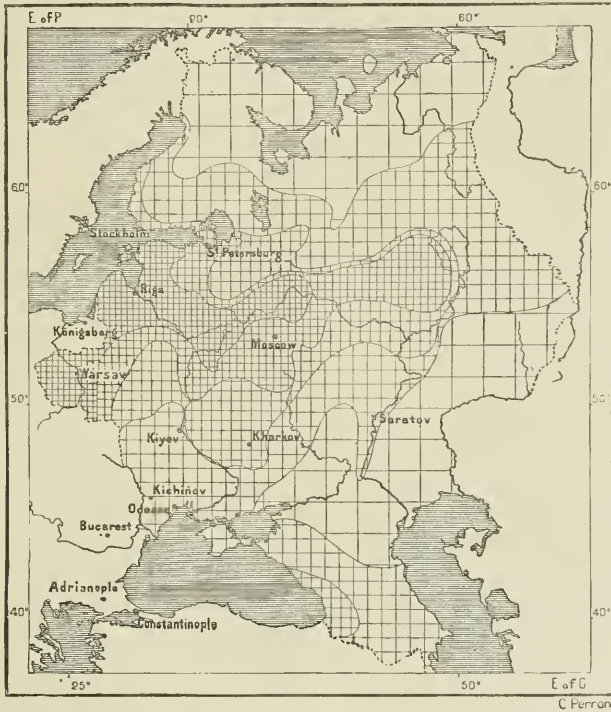 E of P 20° 60°
60° 60°
Stockholm
St Petersburg
Riga
Königsberg
Moscow
Warsaw
50° 50°
Saratov
Kiyev
Kharkov
Kichinov
Odessa
Bucarest
Adrianople
40° 40°
Constantinople
25° 50° E of G
C Perron